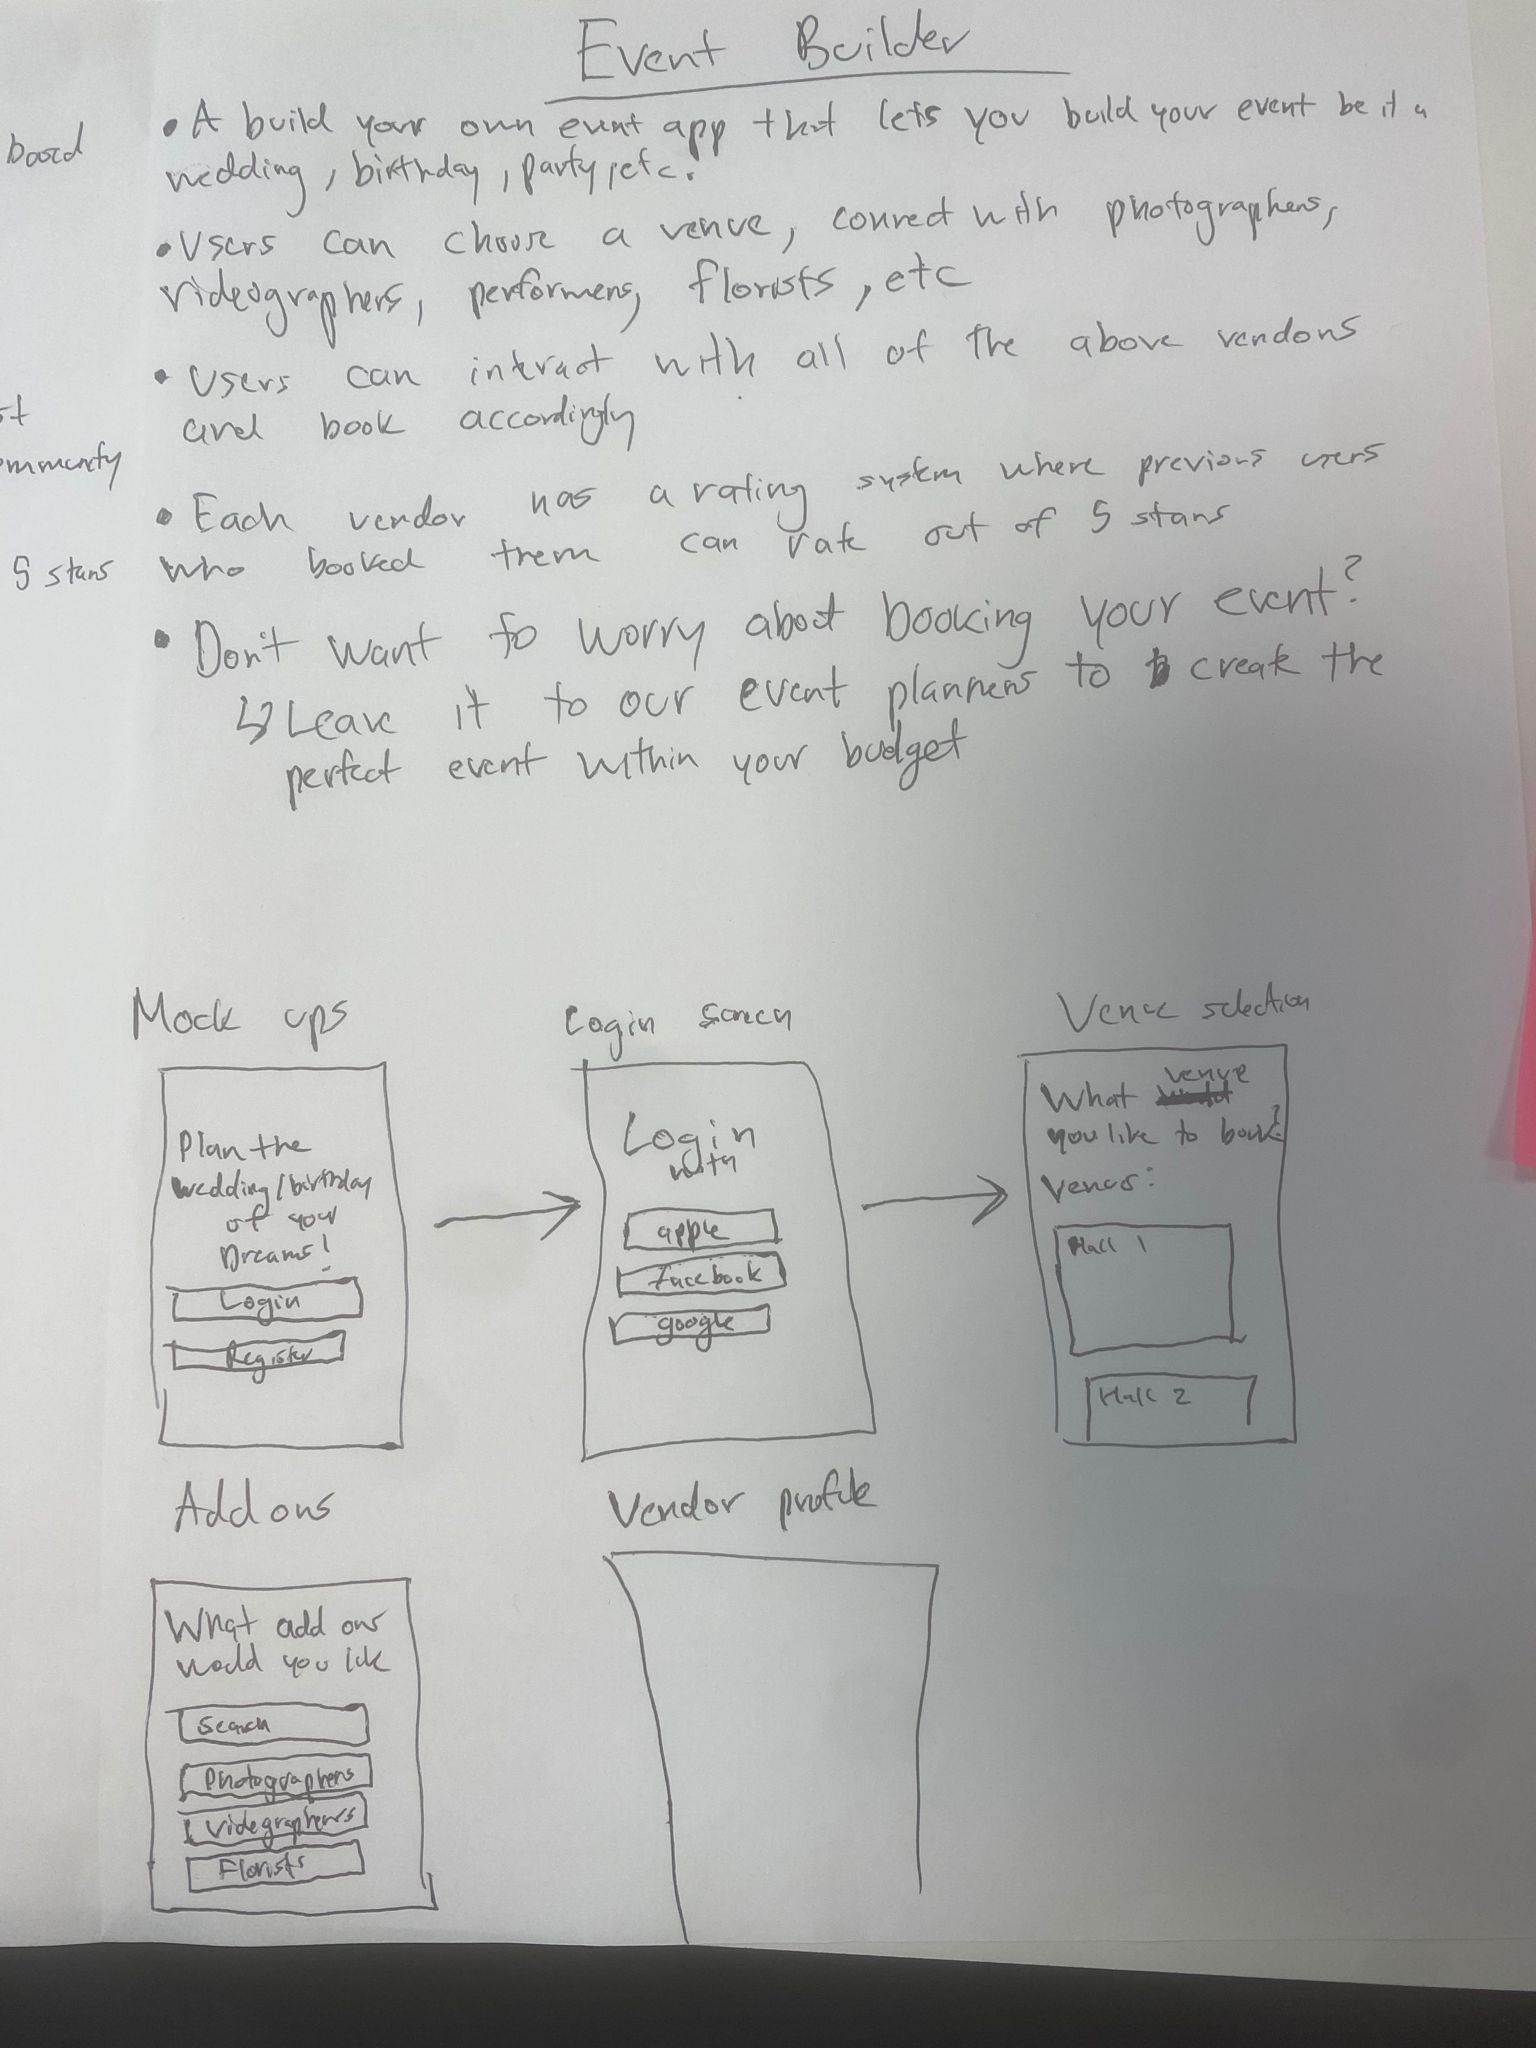 Event Builder
board
• A build your own event app that lets you build your event be it a
wedding, birthday, party, etc.
• Users can choose a venue, connect with photographers,
videographers, performers, florists, etc
• Users can interact with all of the above vendors
and book accordingly
• Each vendor has a rating system where previous users
5 stars
who booked them can rate out of 5 stars
• Don't want to worry about booking your event?
↳ Leave it to our event planners to create the
perfect event within your budget
Mock ups
Plan the
wedding/birthday
of your
Dreams!
Login
Register
Login screen
Login
with
apple
Facebook
google
Venue selection
venue
What
you like to book?
Venues:
Hall 1
Hall 2
Add ons
What add ons
would you like
Search
Photographers
Videgraphers
Florists
Vendor profile